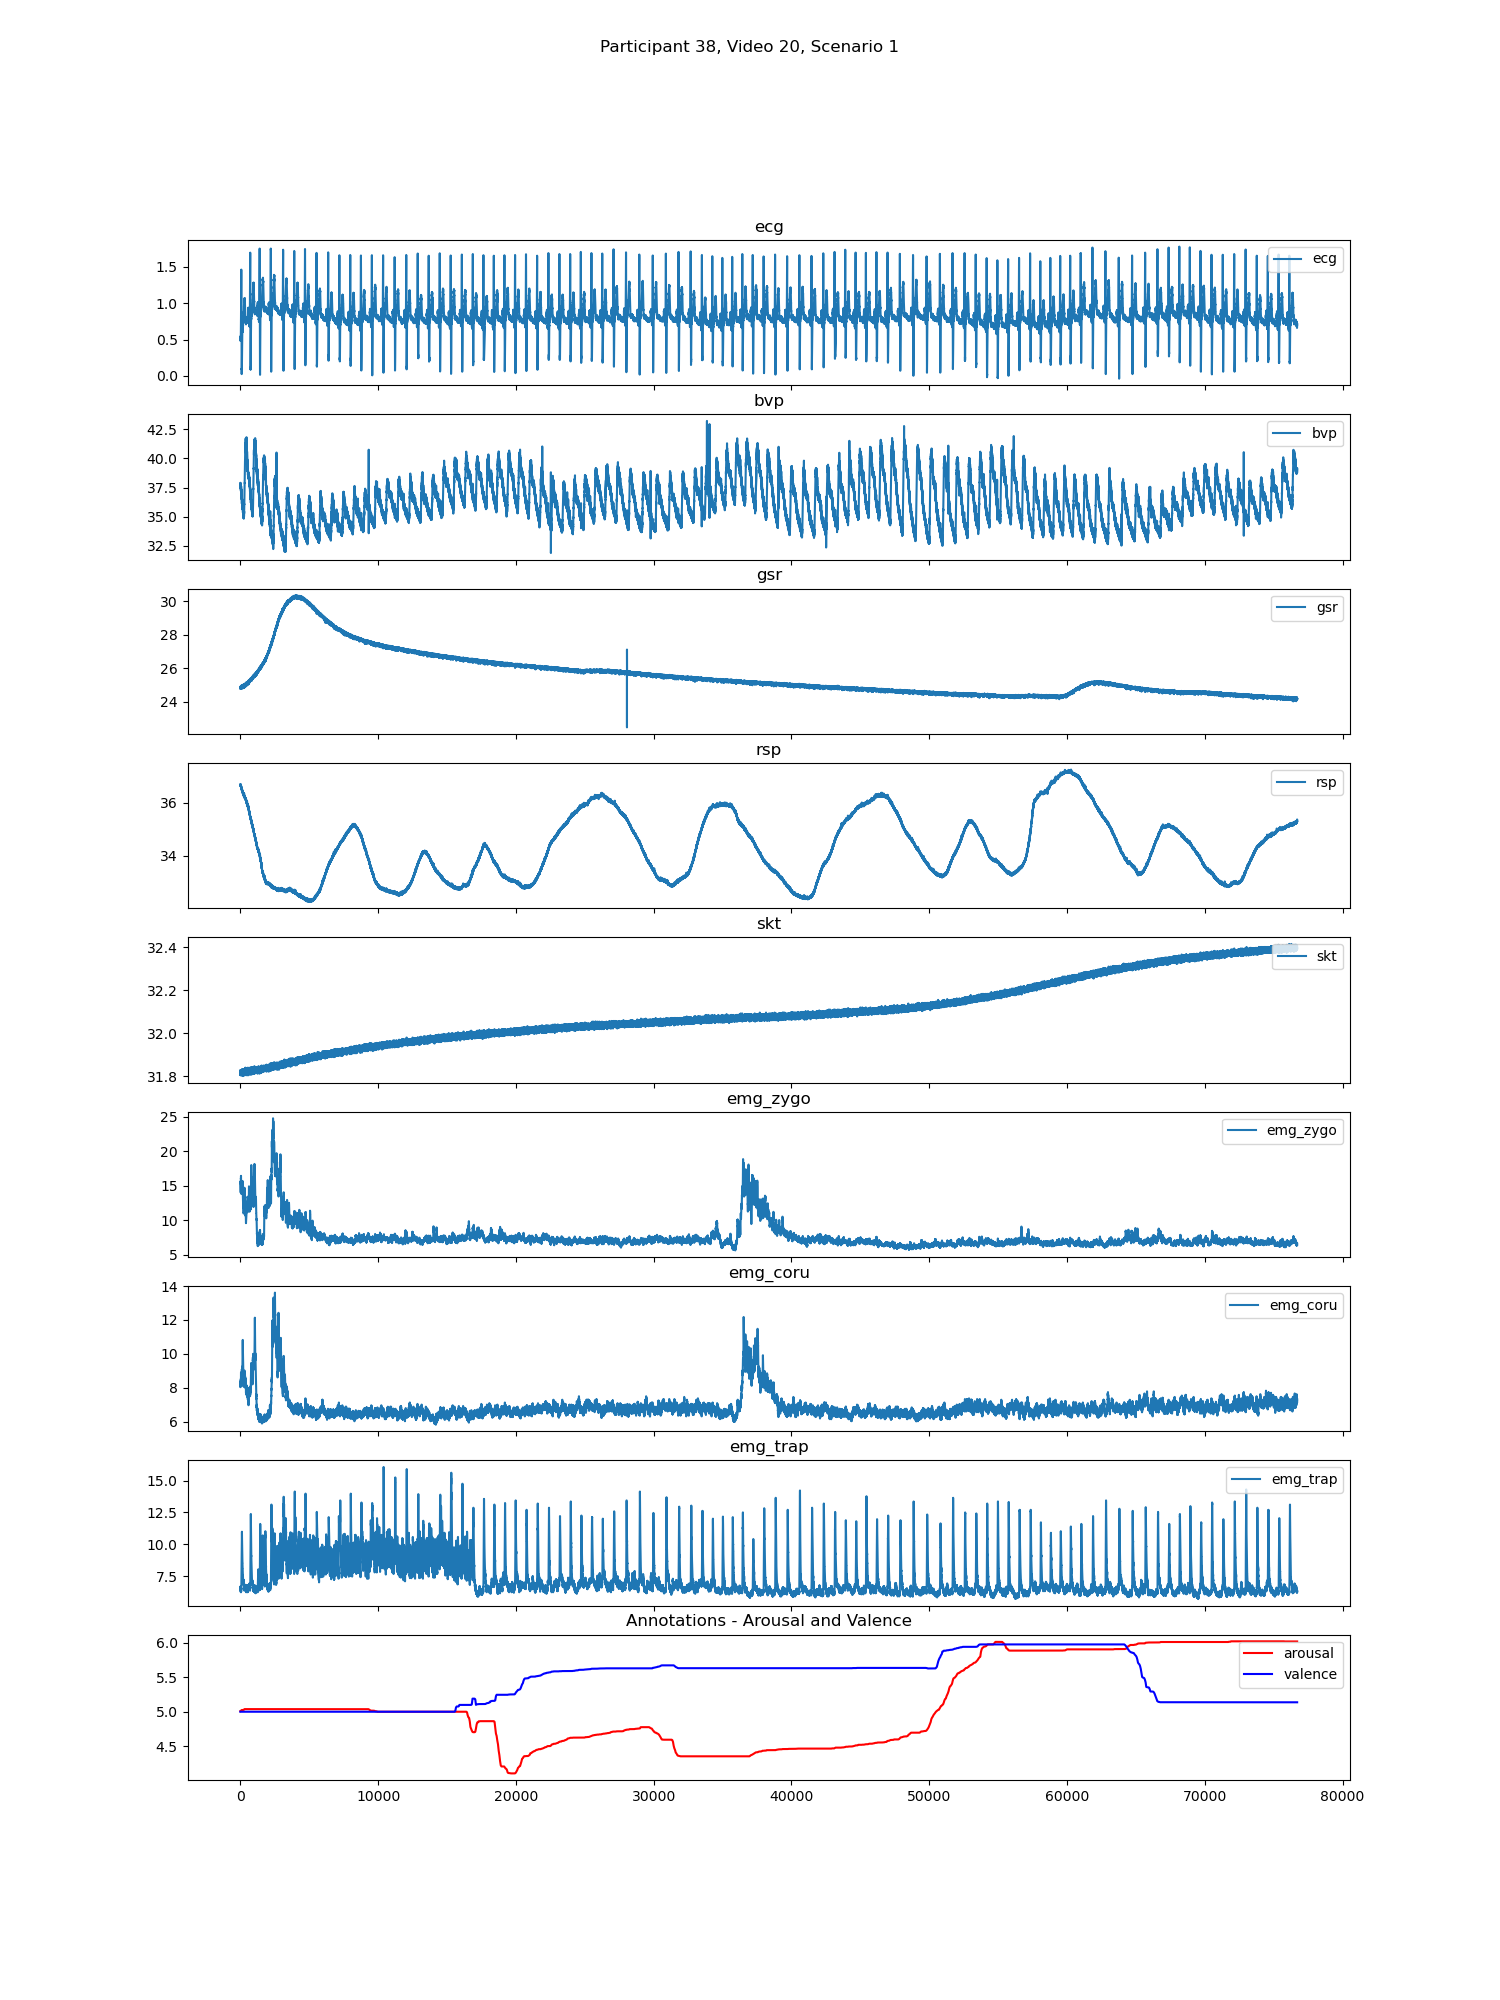 Participant 38, Video 20, Scenario 1
ecg
ecg
1.5
1.0
0.5
0.0
bvp
bvp
42.5
40.0
37.5
35.0
32.5
gsr
gsr
30
28
26
24
rsp
rsp
36
34
skt
skt
32.4
32.2
32.0
31.8
emg_zygo
emg_zygo
25
20
15
10
5
emg_coru
emg_coru
14
12
10
8
6
emg_trap
emg_trap
15.0
12.5
10.0
7.5
Annotations - Arousal and Valence
arousal
valence
6.0
5.5
5.0
4.5
0 10000 20000 30000 40000 50000 60000 70000 80000